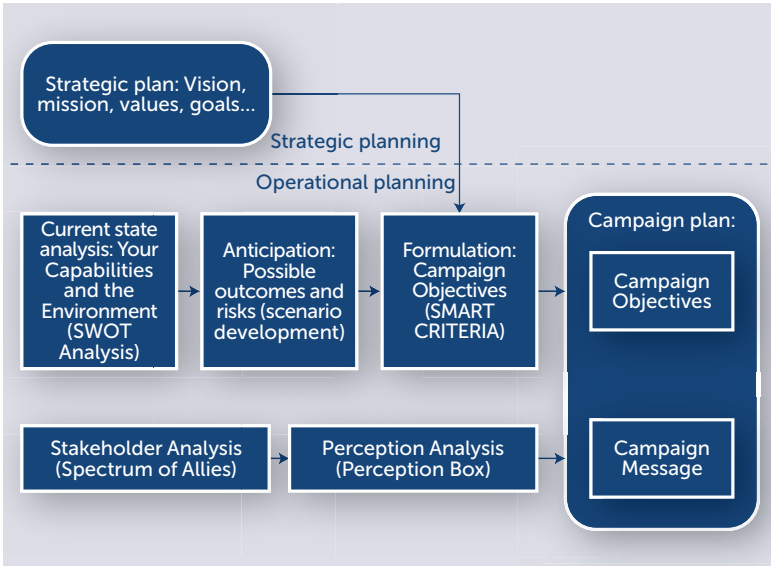 Strategic plan: Vision,
mission, values, goals...
Strategic planning
Operational planning
Current state
analysis: Your
Capabilities
and the
Environment
(SWOT
Analysis)
Anticipation:
Possible
outcomes and
risks (scenario
development)
Formulation:
Campaign
Objectives
(SMART
CRITERIA)
Campaign plan:
Campaign
Objectives
Stakeholder Analysis
(Spectrum of Allies)
Perception Analysis
(Perception Box)
Campaign
Message